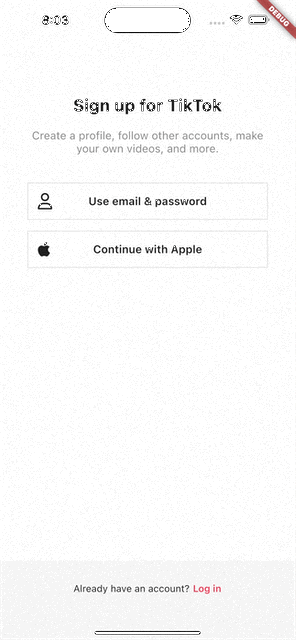 8:03
DEBUG
Sign up for TikTok
Create a profile, follow other accounts, make
your own videos, and more.
Use email & password
Continue with Apple
Already have an account? Log in